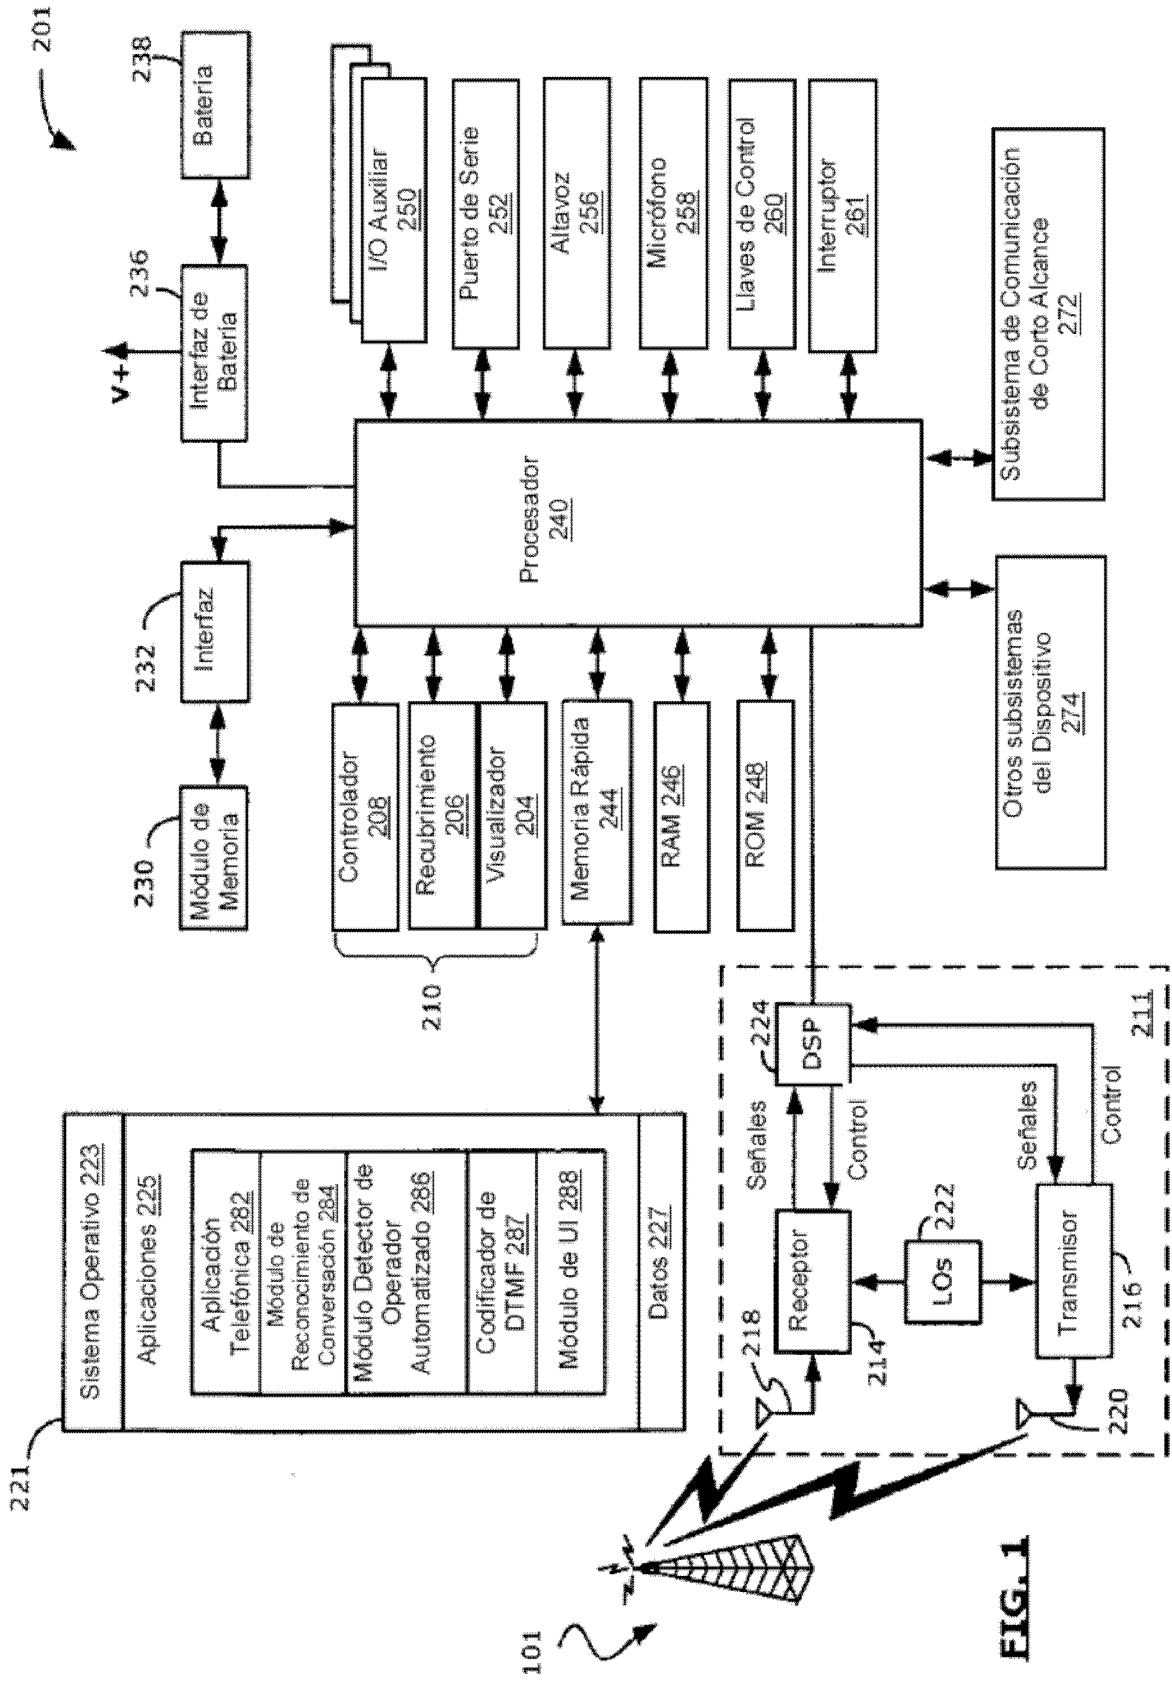 201
238
Batería
236
Interfaz de
Batería
V+
232
Interfaz
230
Módulo de
Memoria
I/O Auxiliar
250
Puerto de Serie
252
Altavoz
256
Micrófono
258
Llaves de Control
260
Interruptor
261
Procesador
240
Controlador
208
Recubrimiento
206
Visualizador
204
210
Memoria Rápida
244
RAM 246
ROM 248
Subsistema de Comunicación
de Corto Alcance
272
Otros subsistemas
del Dispositivo
274
221
Sistema Operativo 223
Aplicaciones 225
Aplicación
Telefónica 282
Módulo de
Reconocimiento de
Conversación 284
Módulo Detector de
Operador
Automatizado 286
Codificador de
DTMF 287
Módulo de UI 288
Datos 227
211
224
DSP
Señales
Control
Señales
Control
Receptor
214
218
LOs
222
Transmisor
216
220
101
FIG. 1